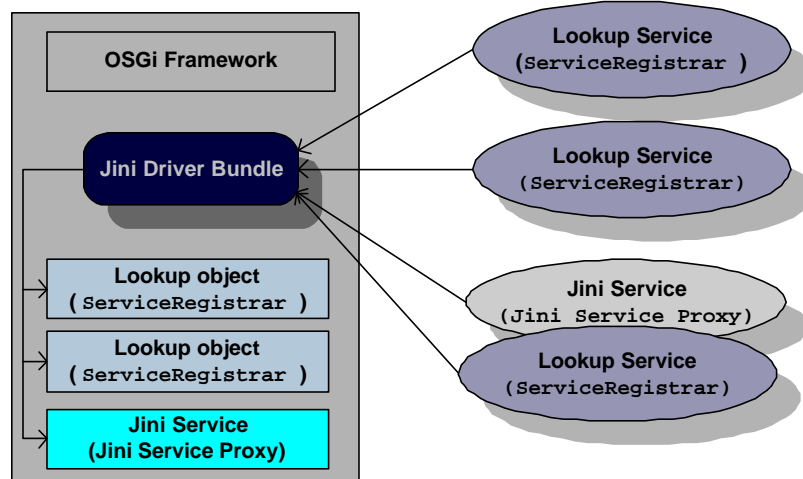 OSGi Framework
Jini Driver Bundle
Lookup object
( ServiceRegistrar )
Lookup object
( ServiceRegistrar )
Jini Service
(Jini Service Proxy)
Lookup Service
(ServiceRegistrar )
Lookup Service
(ServiceRegistrar)
Jini Service
(Jini Service Proxy)
Lookup Service
(ServiceRegistrar)